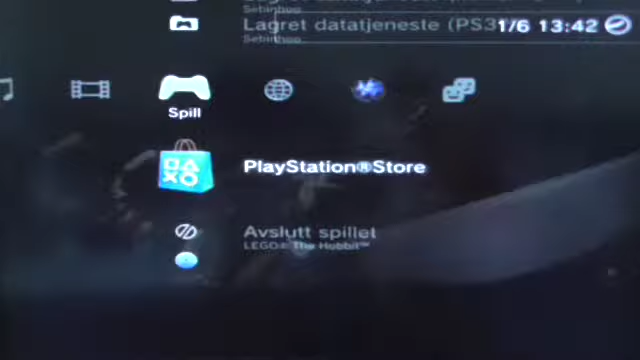 Lagret datatjeneste (PS3
1/6 13:42
Spill
PlayStation®Store
Avslutt spillet
LEGO® The Hobbit™